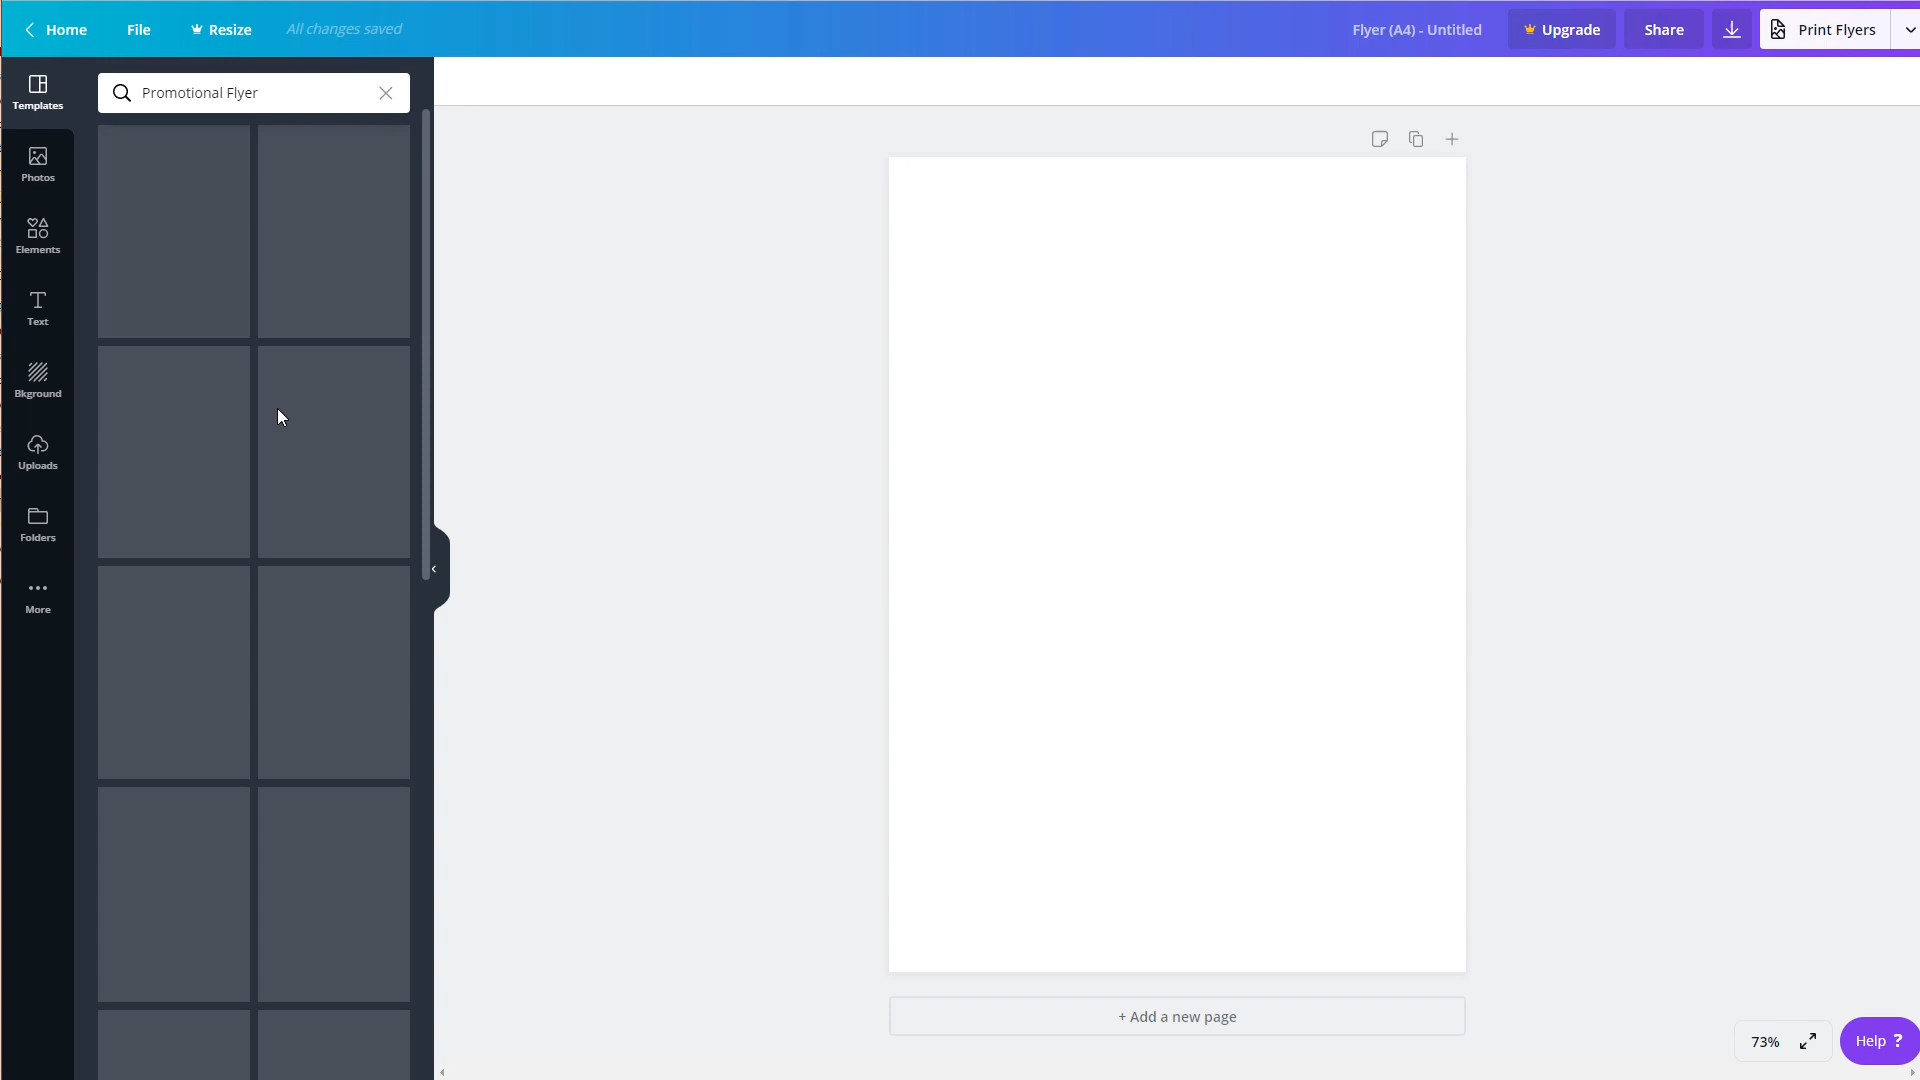 Home File Resize All changes saved Flyer (A4) - Untitled Upgrade Share Print Flyers
Templates
Promotional Flyer
Photos
Elements
Text
Bkground
Uploads
Folders
More
+ Add a new page
73%
Help ?